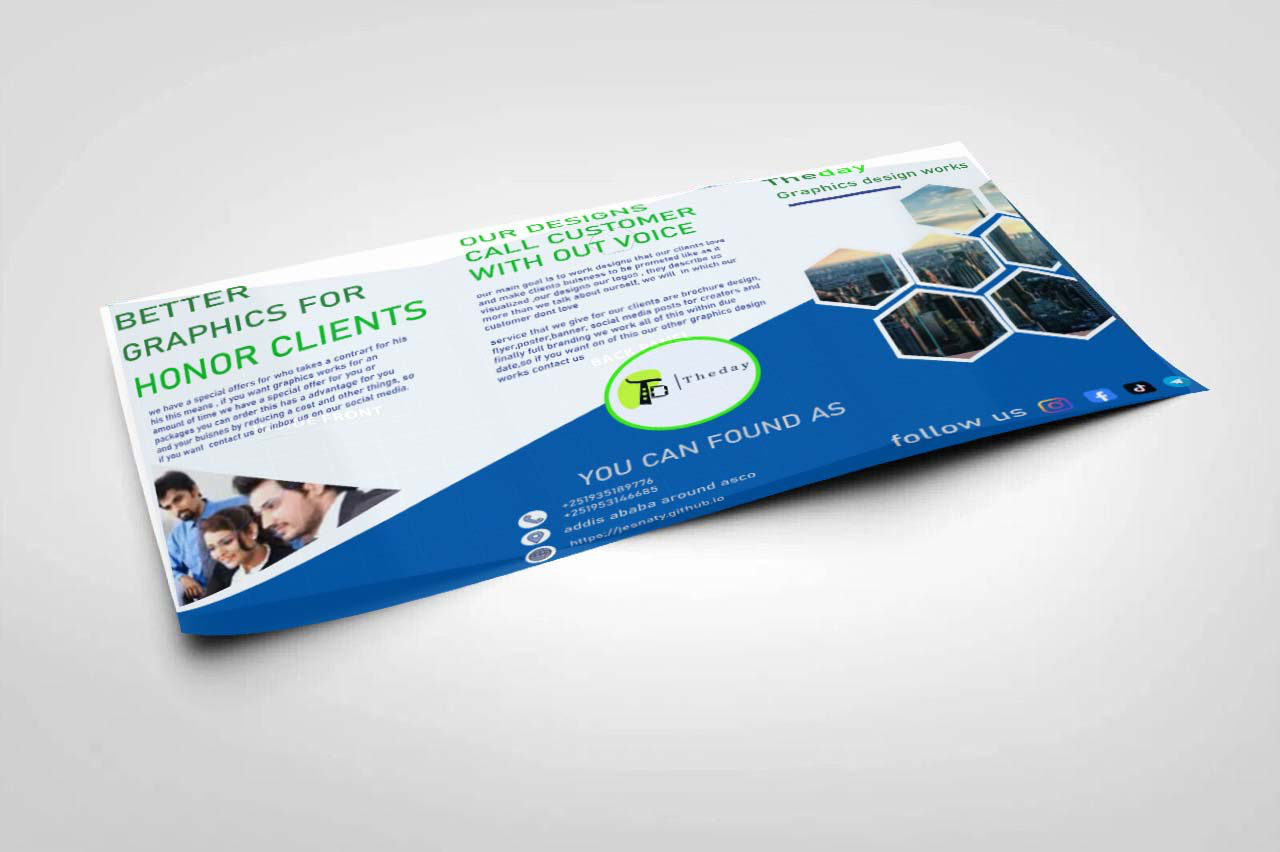 BETTER
GRAPHICS FOR
HONOR CLIENTS
we have a special offers for who takes a contrart for his
his this means , if you want graphics works for an
amount of time we have a special offer for you or
packages you can order this has a advantage for you
and your buisnes by reducing a cost and other things, so
if you want contact us or inbox us on our social media.
FRONT
OUR DESIGNS
CALL CUSTOMER
WITH OUT VOICE
our main goal is to work designs that our clients love
and make clients buisness to be prometed like as it
visualized ,our designs our logos , they describe us
more than we talk about ourself, we will in which our
customer dont love
service that we give for our clients are brochure design,
flyer,poster,banner, social media posts for creators and
finally full branding we work all of this within due
date,so if you want on of this our other graphics design
works contact us
BACK
Theday
YOU CAN FOUND AS
+251935189776
+251953146685
addis ababa around asco
https://jesnaty.github.io
Theday
Graphics design works
follow us